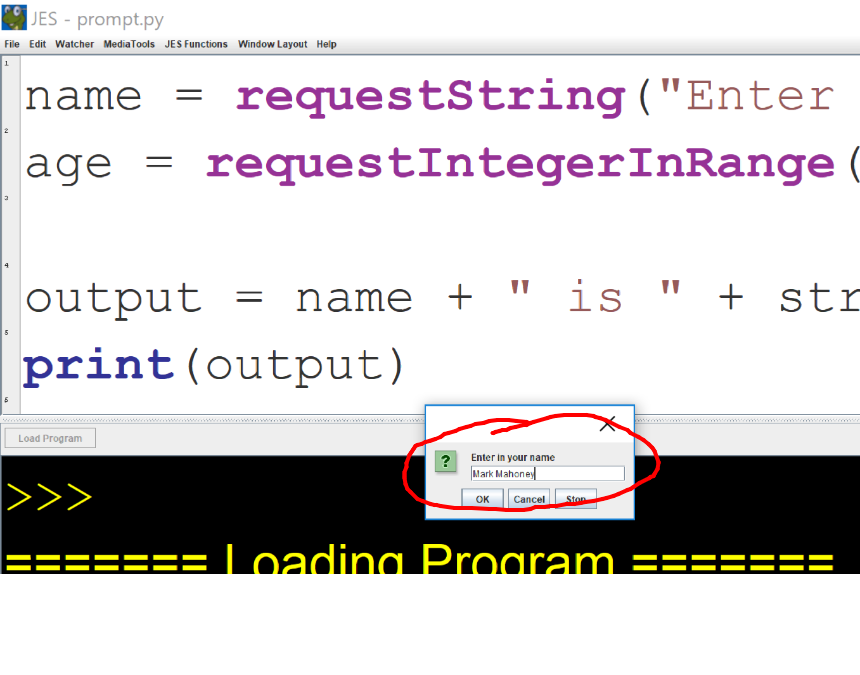 JES - prompt.py
File Edit Watcher MediaTools JES Functions Window Layout Help
1
name = requestString("Enter
2
age = requestIntegerInRange(
3
4
output = name + " is " + str
5
print(output)
6
Load Program
Enter in your name
?
Mark Mahoney
OK Cancel Stop
>>>
======= Loading Program =======